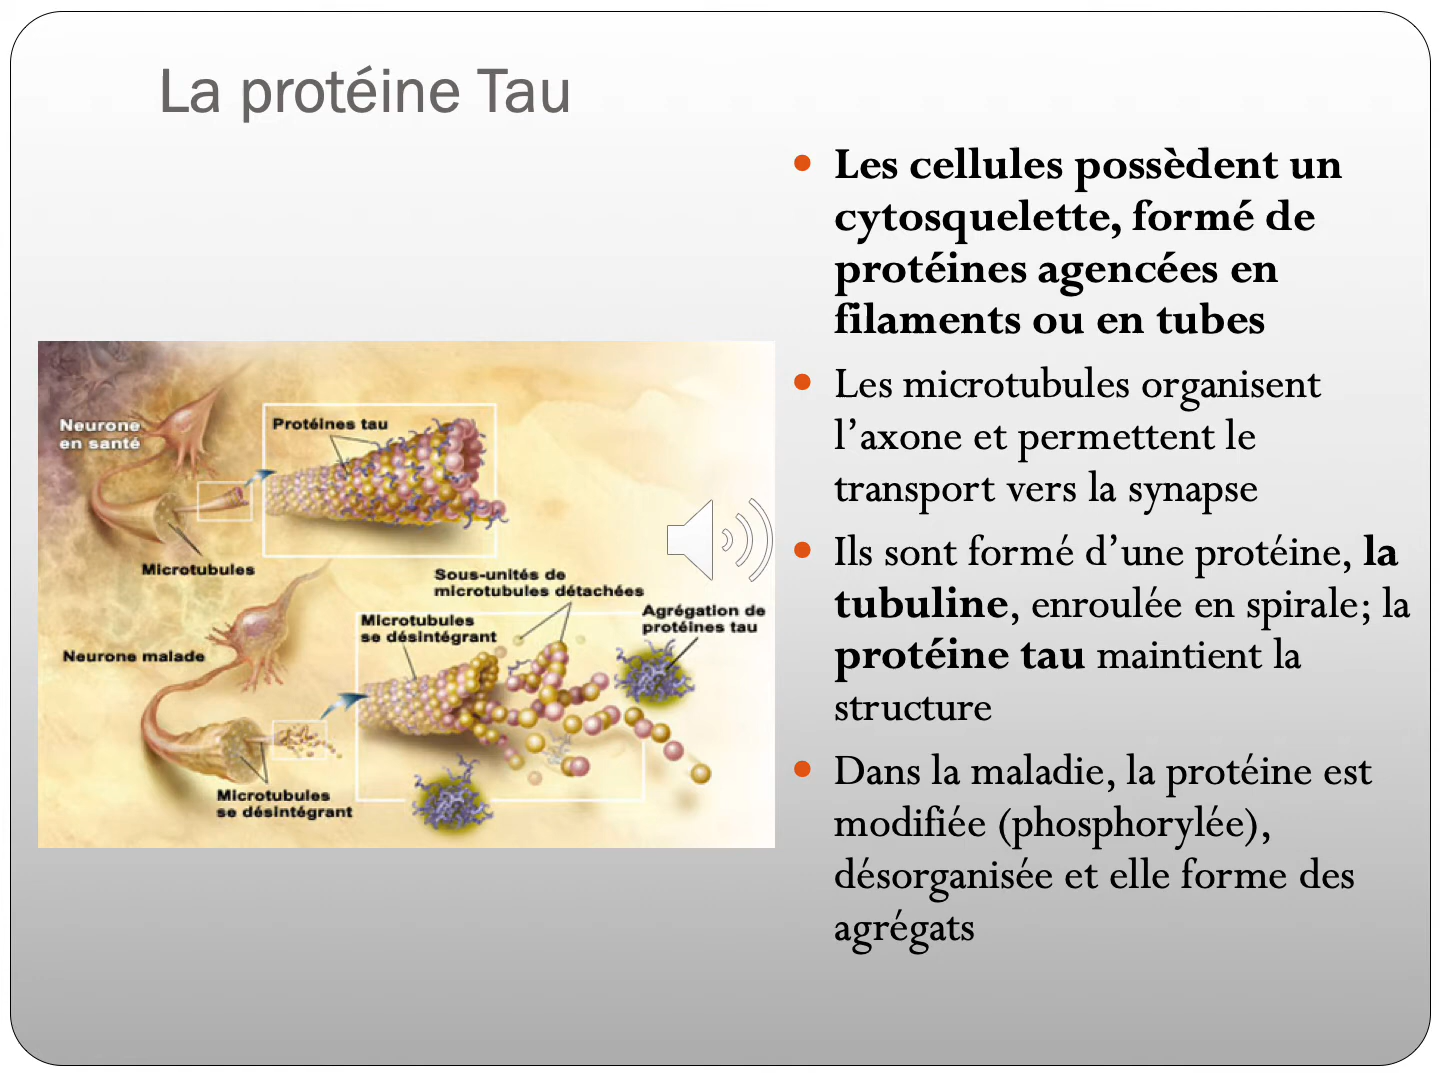 La protéine Tau
Neurone
en santé
Protéines tau
Microtubules
Sous-unités de
microtubules détachées
Microtubules
se désintégrant
Agrégation de
protéines tau
Neurone malade
Microtubules
se désintégrant
Les cellules possèdent un
cytosquelette, formé de
protéines agencées en
filaments ou en tubes
Les microtubules organisent
l’axone et permettent le
transport vers la synapse
Ils sont formé d’une protéine, la
tubuline, enroulée en spirale; la
protéine tau maintient la
structure
Dans la maladie, la protéine est
modifiée (phosphorylée),
désorganisée et elle forme des
agrégats